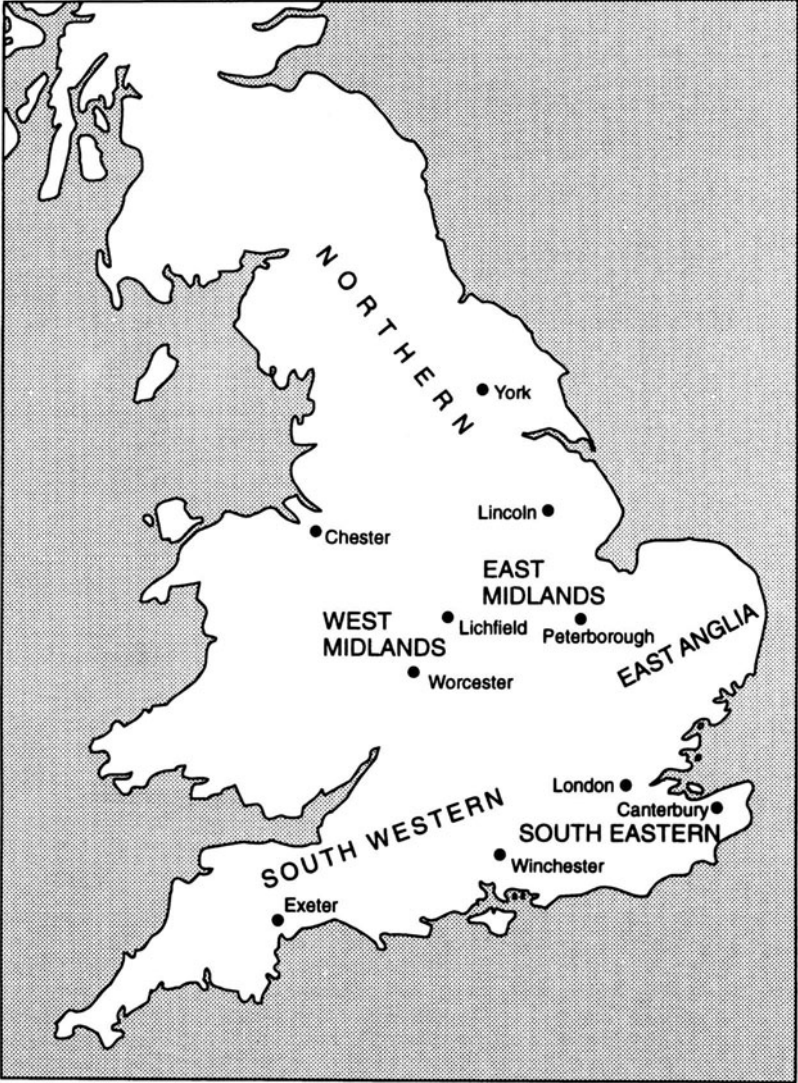 NORTHERN
York
Lincoln
Chester
EAST
MIDLANDS
WEST
MIDLANDS
Lichfield
Peterborough
EAST ANGLIA
Worcester
London
Canterbury
SOUTH WESTERN
SOUTH EASTERN
Winchester
Exeter